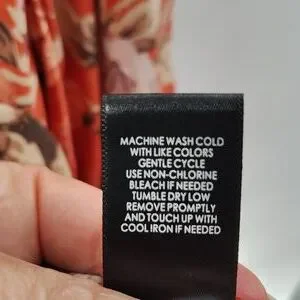 MACHINE WASH COLD
WITH LIKE COLORS
GENTLE CYCLE
USE NON-CHLORINE
BLEACH IF NEEDED
TUMBLE DRY LOW
REMOVE PROMPTLY
AND TOUCH UP WITH
COOL IRON IF NEEDED